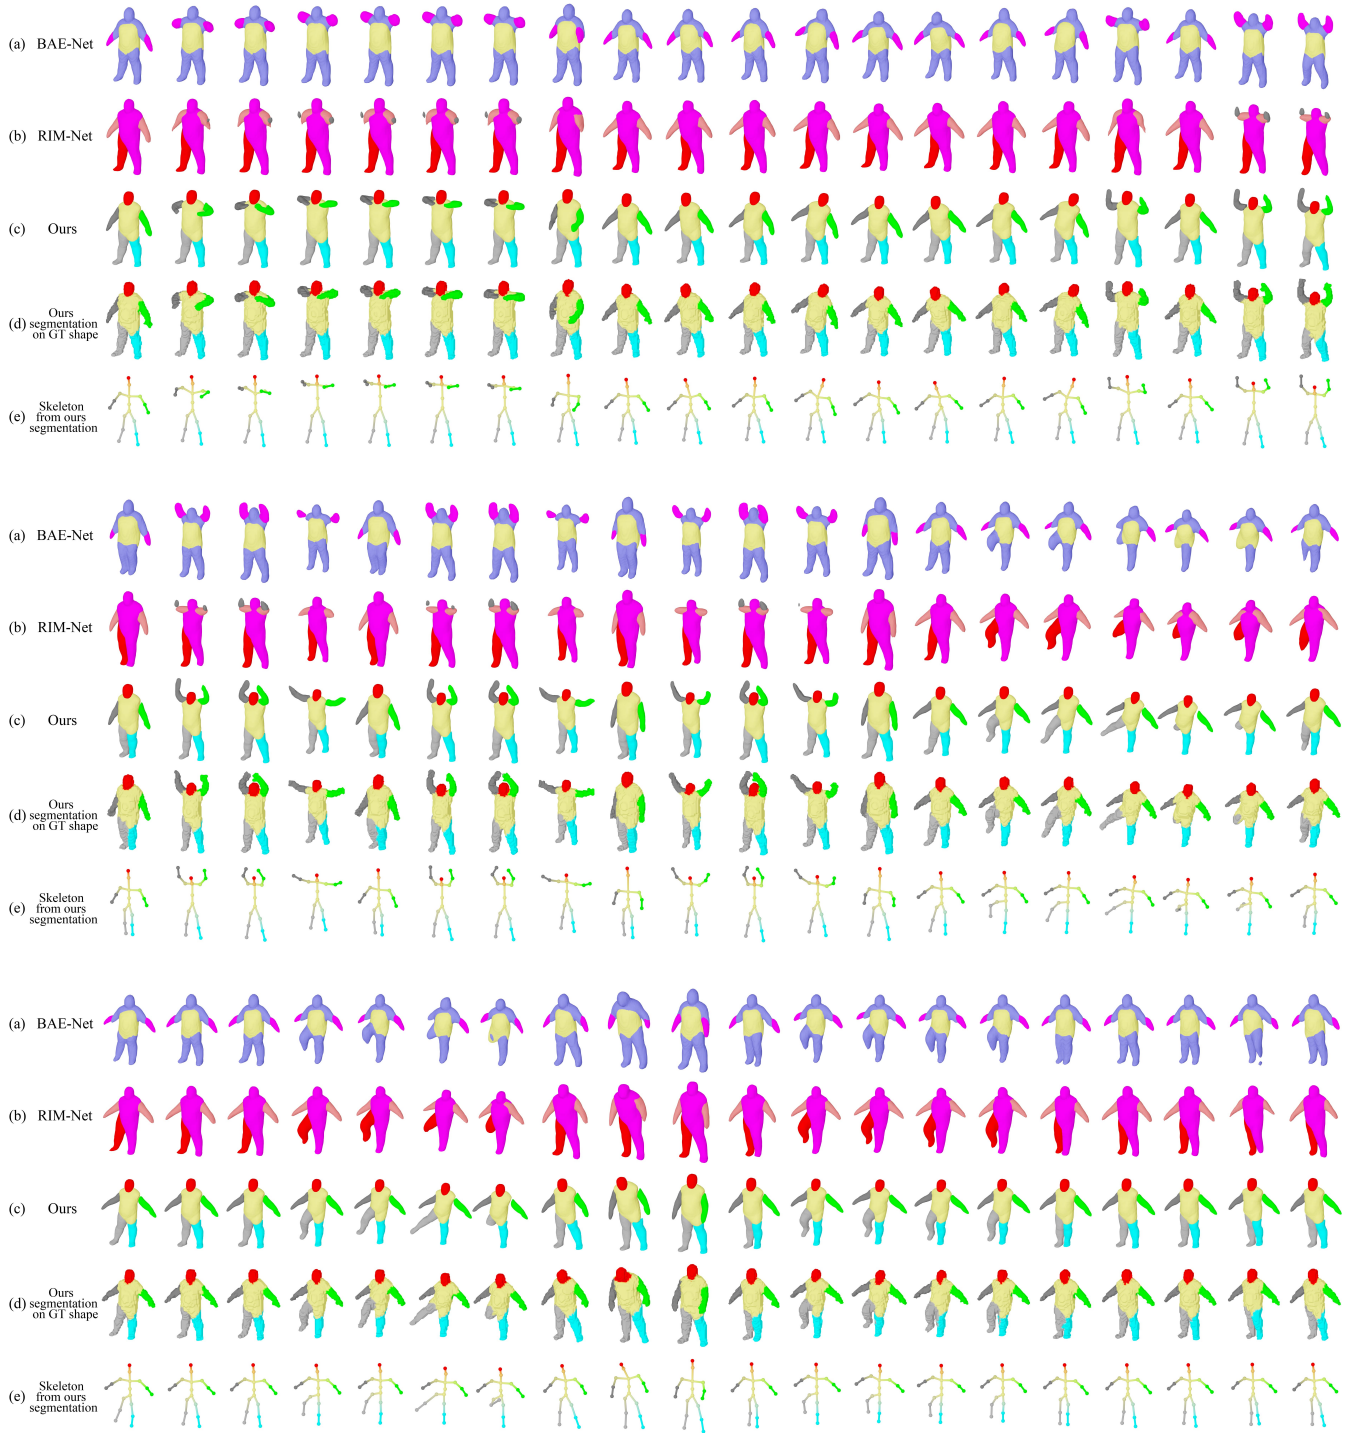 (a) BAE-Net
(b) RIM-Net
(c) Ours
(d) Ours
segmentation
on GT shape
(e) Skeleton
from ours
segmentation
(a) BAE-Net
(b) RIM-Net
(c) Ours
(d) Ours
segmentation
on GT shape
(e) Skeleton
from ours
segmentation
(a) BAE-Net
(b) RIM-Net
(c) Ours
(d) Ours
segmentation
on GT shape
(e) Skeleton
from ours
segmentation